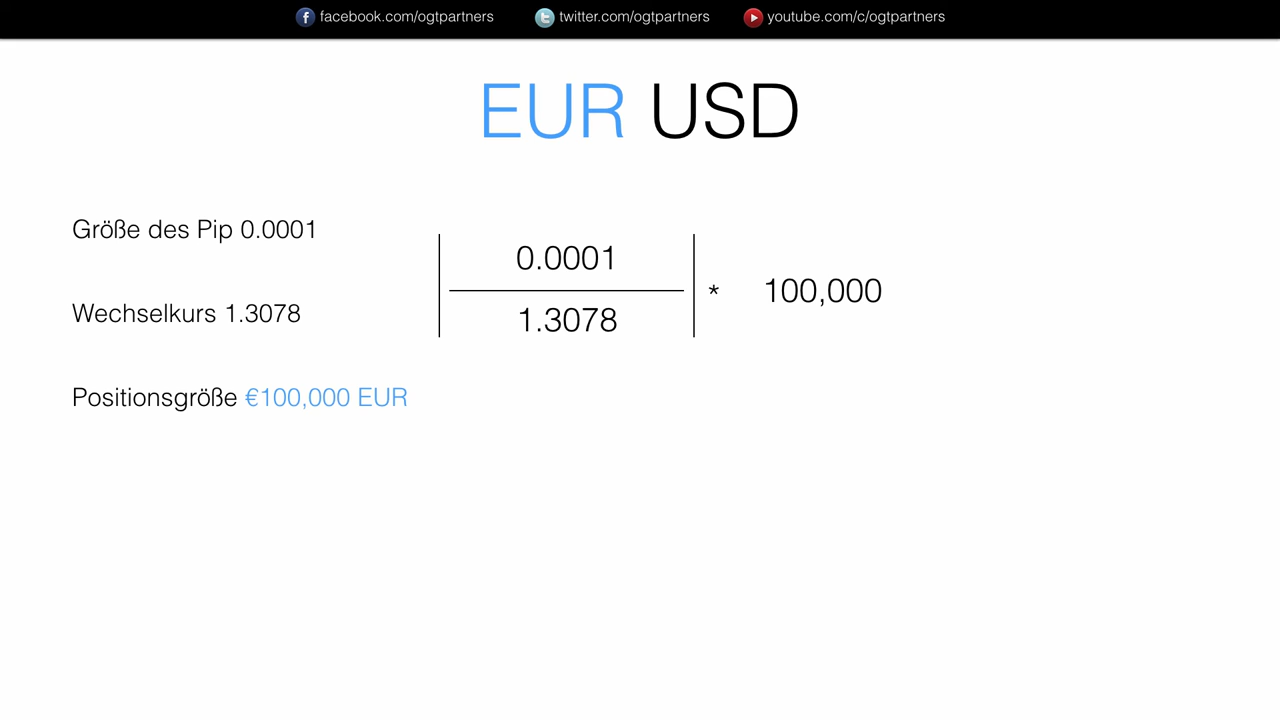 facebook.com/ogtpartners twitter.com/ogtpartners youtube.com/c/ogtpartners
EUR USD
Größe des Pip 0.0001
0.0001
1.3078
* 100,000
Wechselkurs 1.3078
Positionsgröße €100,000 EUR